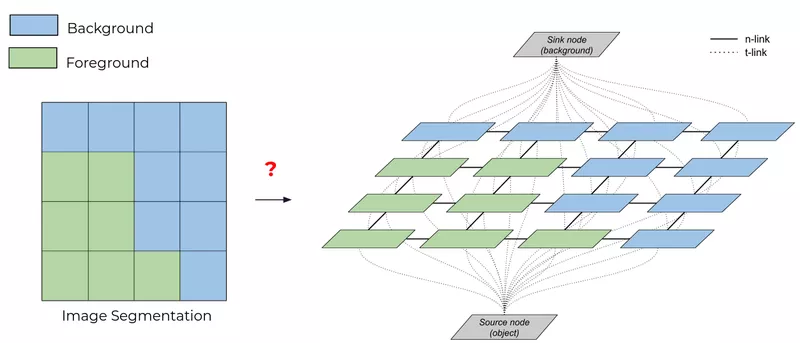 Background
Foreground
?
Image Segmentation
Sink node
(background)
n-link
t-link
Source node
(object)